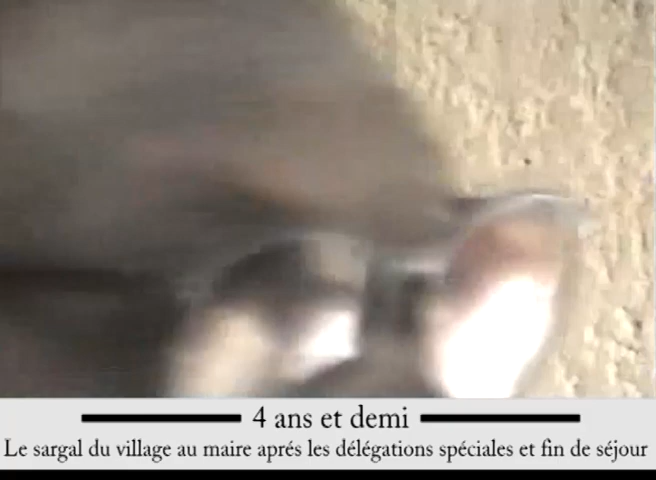 4 ans et demi
Le sargal du village au maire aprés les délégations spéciales et fin de séjour